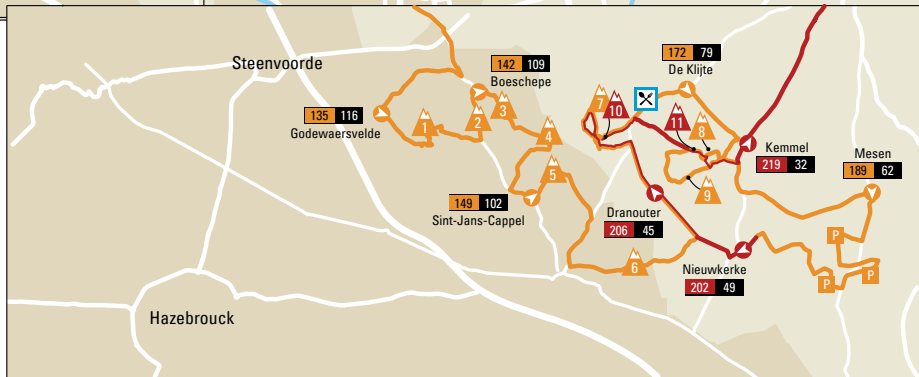 Steenvoorde
142 109
Boeschepe
172 79
De Klijte
135 116
Godewaersvelde
1
2
3
4
5
7
10
11
8
9
Kemmel
219 32
Mesen
189 62
149 102
Sint-Jans-Cappel
Dranouter
206 45
6
Nieuwkerke
202 49
P
P
P
Hazebrouck